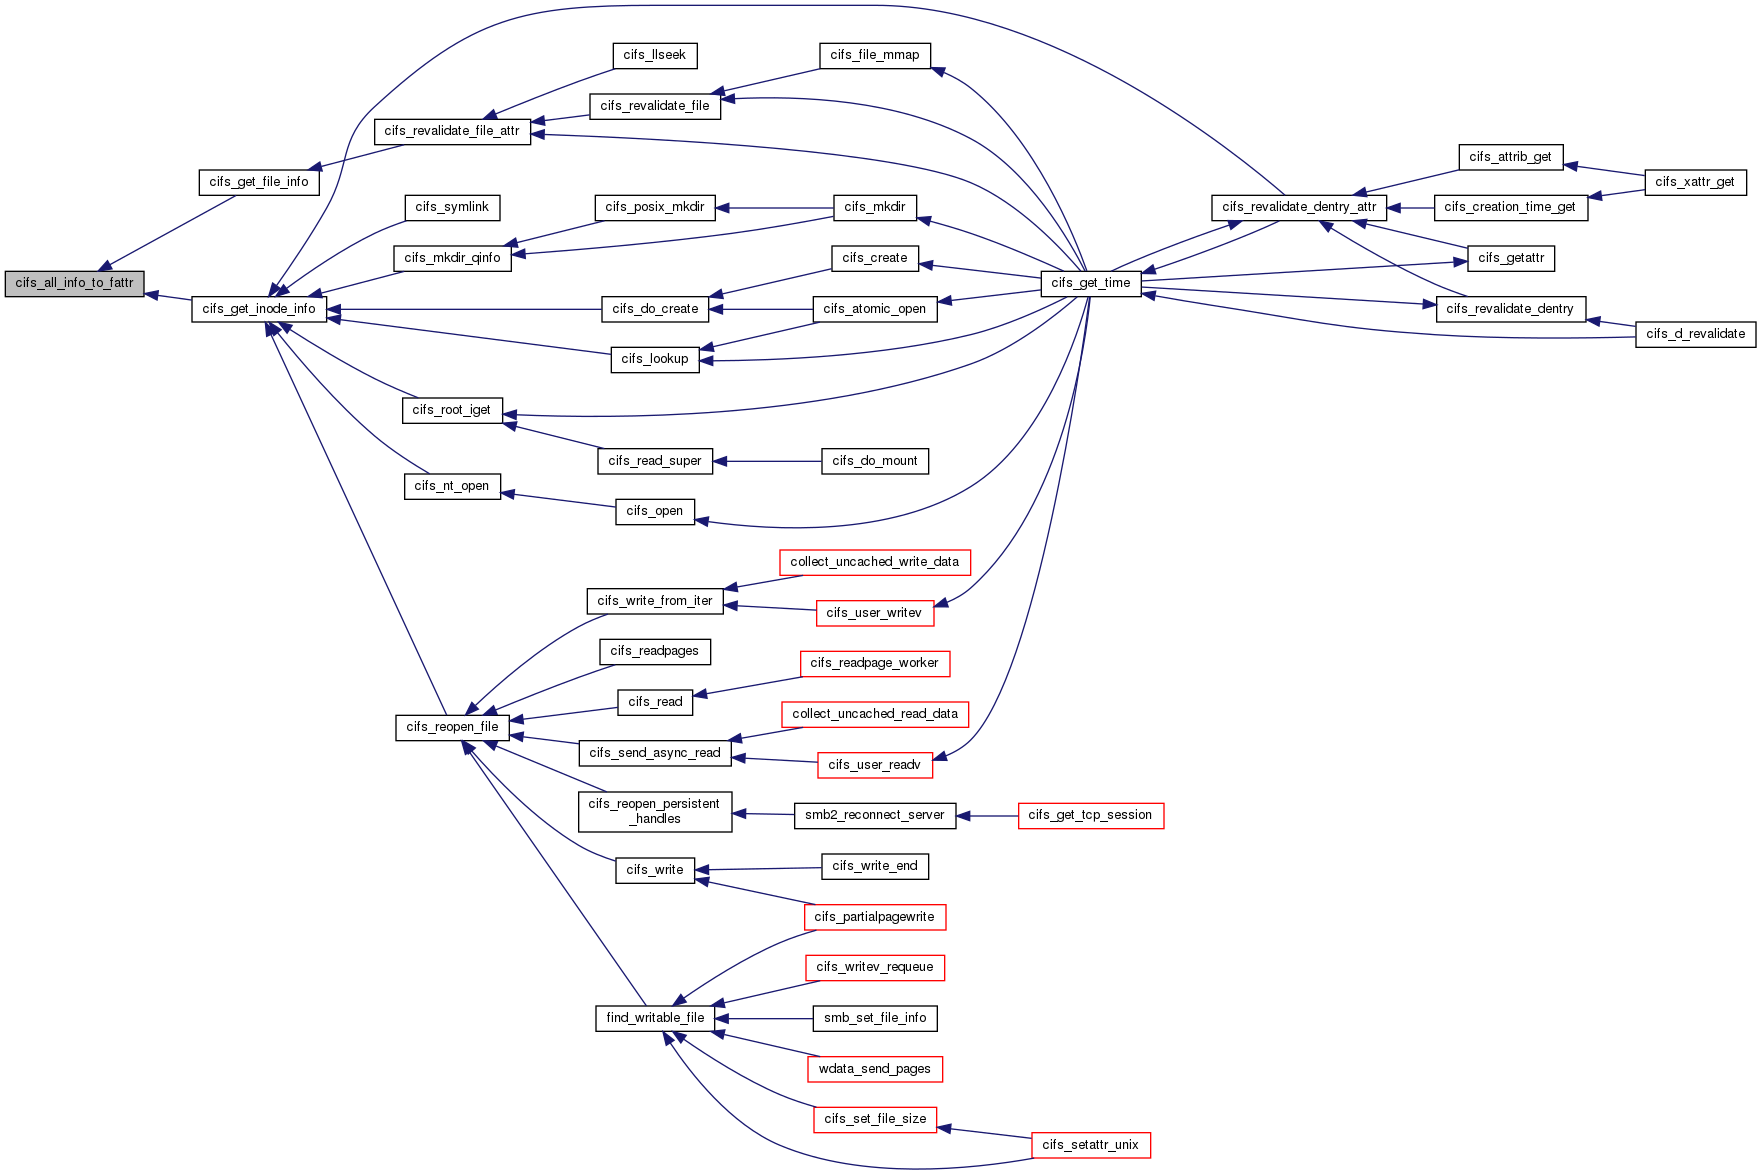 cifs_all_info_to_fattr
cifs_get_file_info
cifs_get_inode_info
cifs_revalidate_file_attr
cifs_symlink
cifs_mkdir_qinfo
cifs_root_iget
cifs_nt_open
cifs_reopen_file
cifs_llseek
cifs_revalidate_file
cifs_posix_mkdir
cifs_do_create
cifs_lookup
cifs_read_super
cifs_open
cifs_write_from_iter
cifs_readpages
cifs_read
cifs_send_async_read
cifs_reopen_persistent
_handles
cifs_write
find_writable_file
cifs_file_mmap
cifs_mkdir
cifs_create
cifs_atomic_open
cifs_do_mount
collect_uncached_write_data
cifs_user_writev
cifs_readpage_worker
collect_uncached_read_data
cifs_user_readv
smb2_reconnect_server
cifs_write_end
cifs_partialpagewrite
cifs_writev_requeue
smb_set_file_info
wdata_send_pages
cifs_set_file_size
cifs_get_time
cifs_get_tcp_session
cifs_setattr_unix
cifs_revalidate_dentry_attr
cifs_attrib_get
cifs_creation_time_get
cifs_getattr
cifs_revalidate_dentry
cifs_xattr_get
cifs_d_revalidate